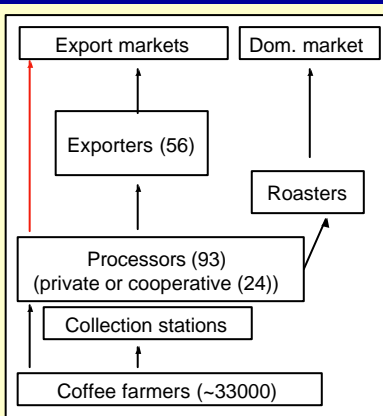 Export markets
Dom. market
Exporters (56)
Roasters
Processors (93)
(private or cooperative (24))
Collection stations
Coffee farmers (~33000)